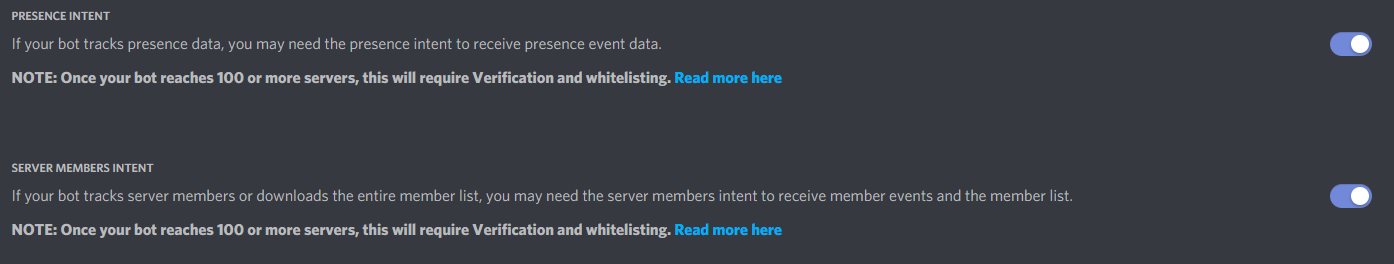 PRESENCE INTENT
If your bot tracks presence data, you may need the presence intent to receive presence event data.
NOTE: Once your bot reaches 100 or more servers, this will require Verification and whitelisting. Read more here
SERVER MEMBERS INTENT
If your bot tracks server members or downloads the entire member list, you may need the server members intent to receive member events and the member list.
NOTE: Once your bot reaches 100 or more servers, this will require Verification and whitelisting. Read more here